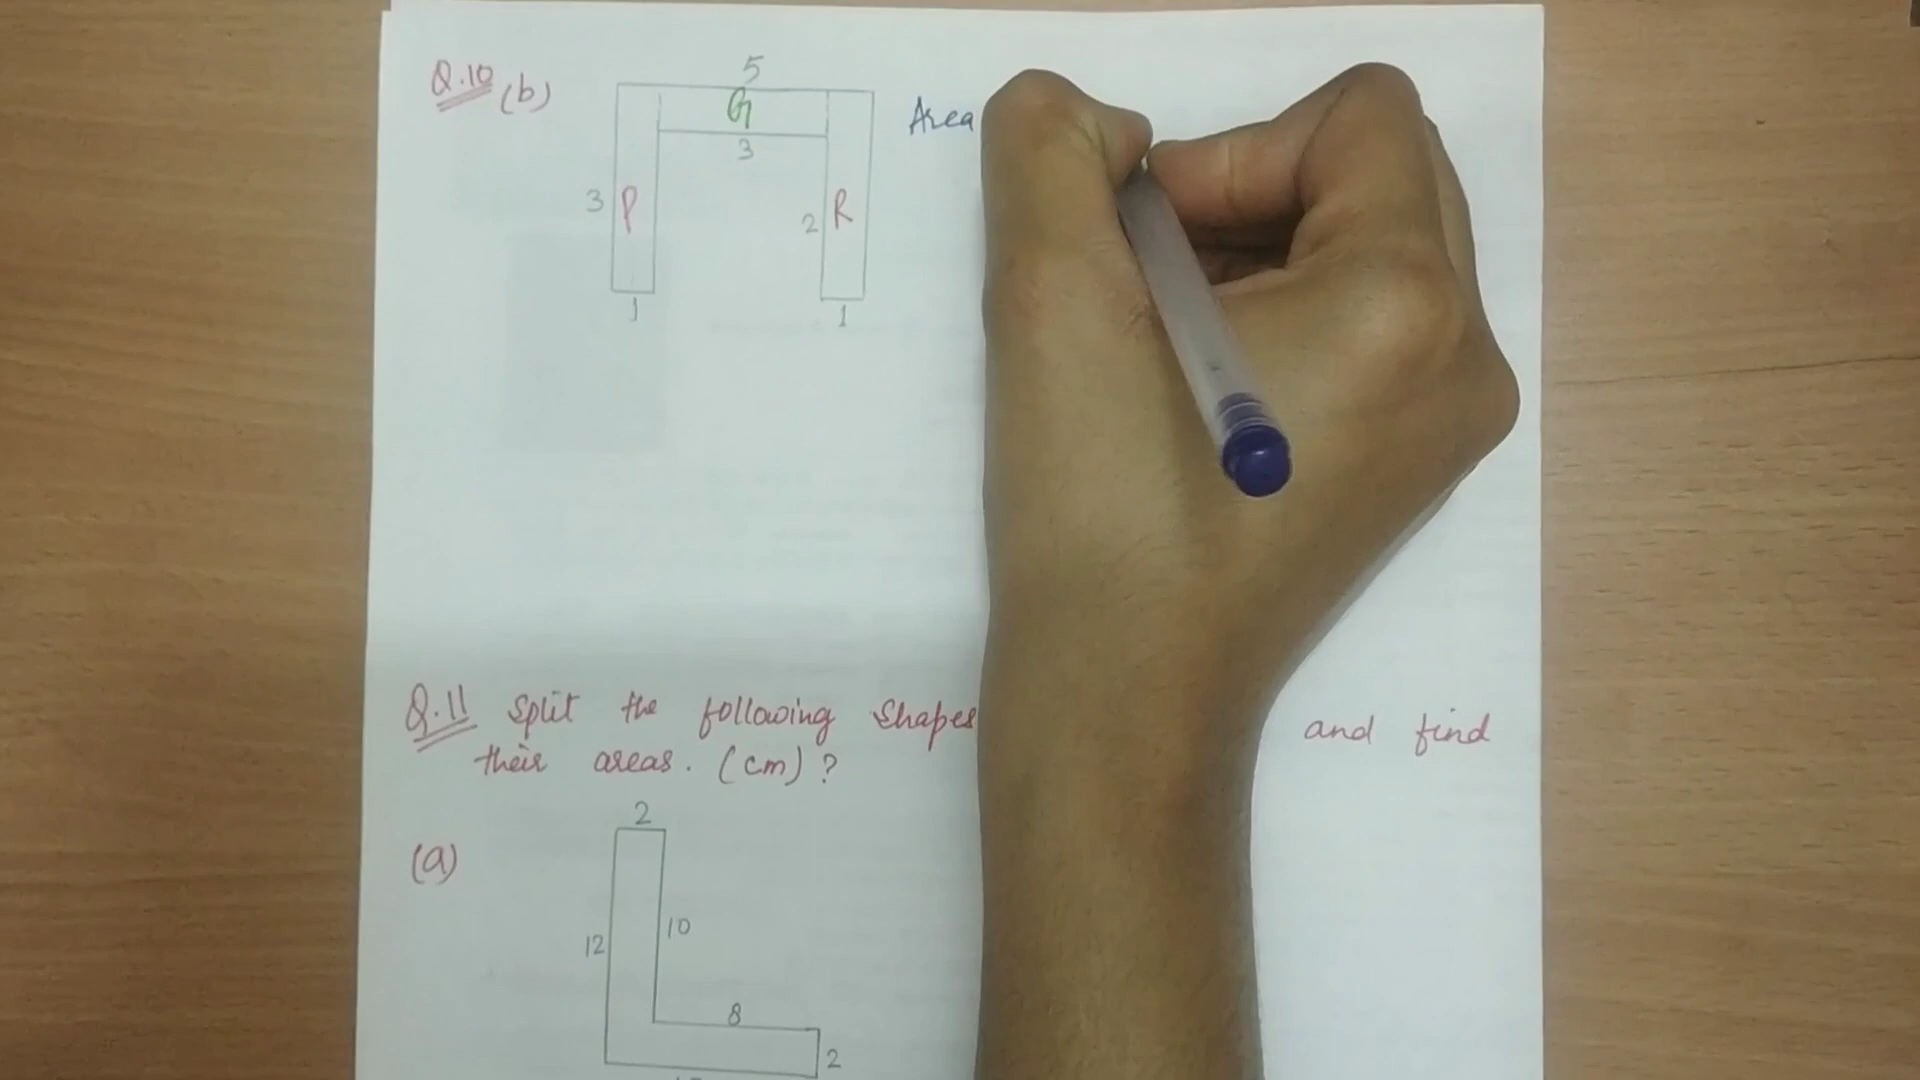 Q.10 (b)
5
G
Area
3
3
P
2
R
1
1
Q.11 Split the following shapes and find
their areas. (cm) ?
2
(a)
12
10
8
2